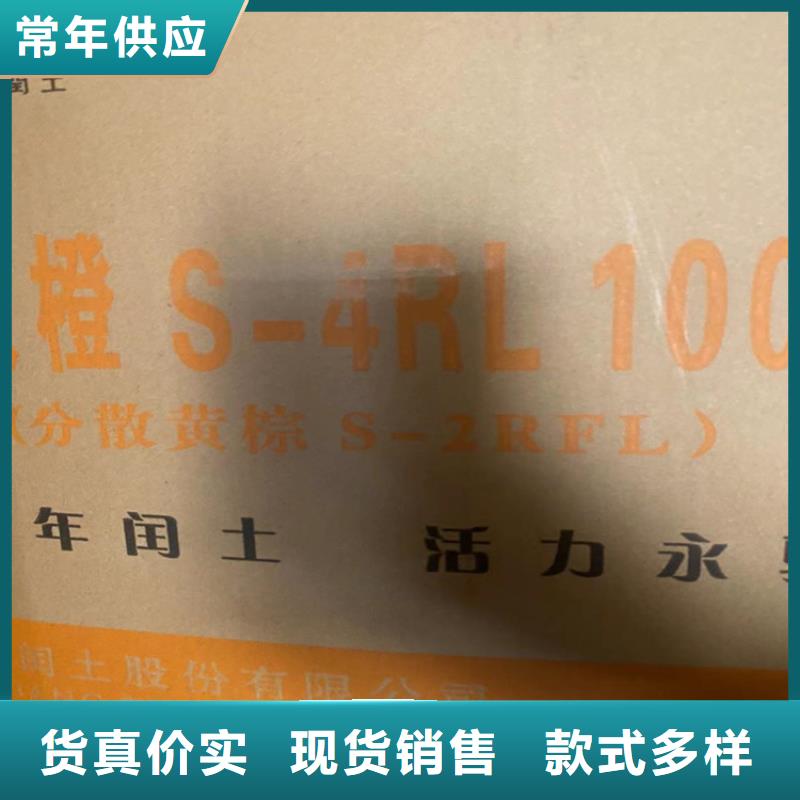 常年供应
闰土
橙 S-4RL 100
(分散黄棕 S-2RFL)
年闰土 活力永
闰土股份有限公司
货真价实 现货销售 款式多样